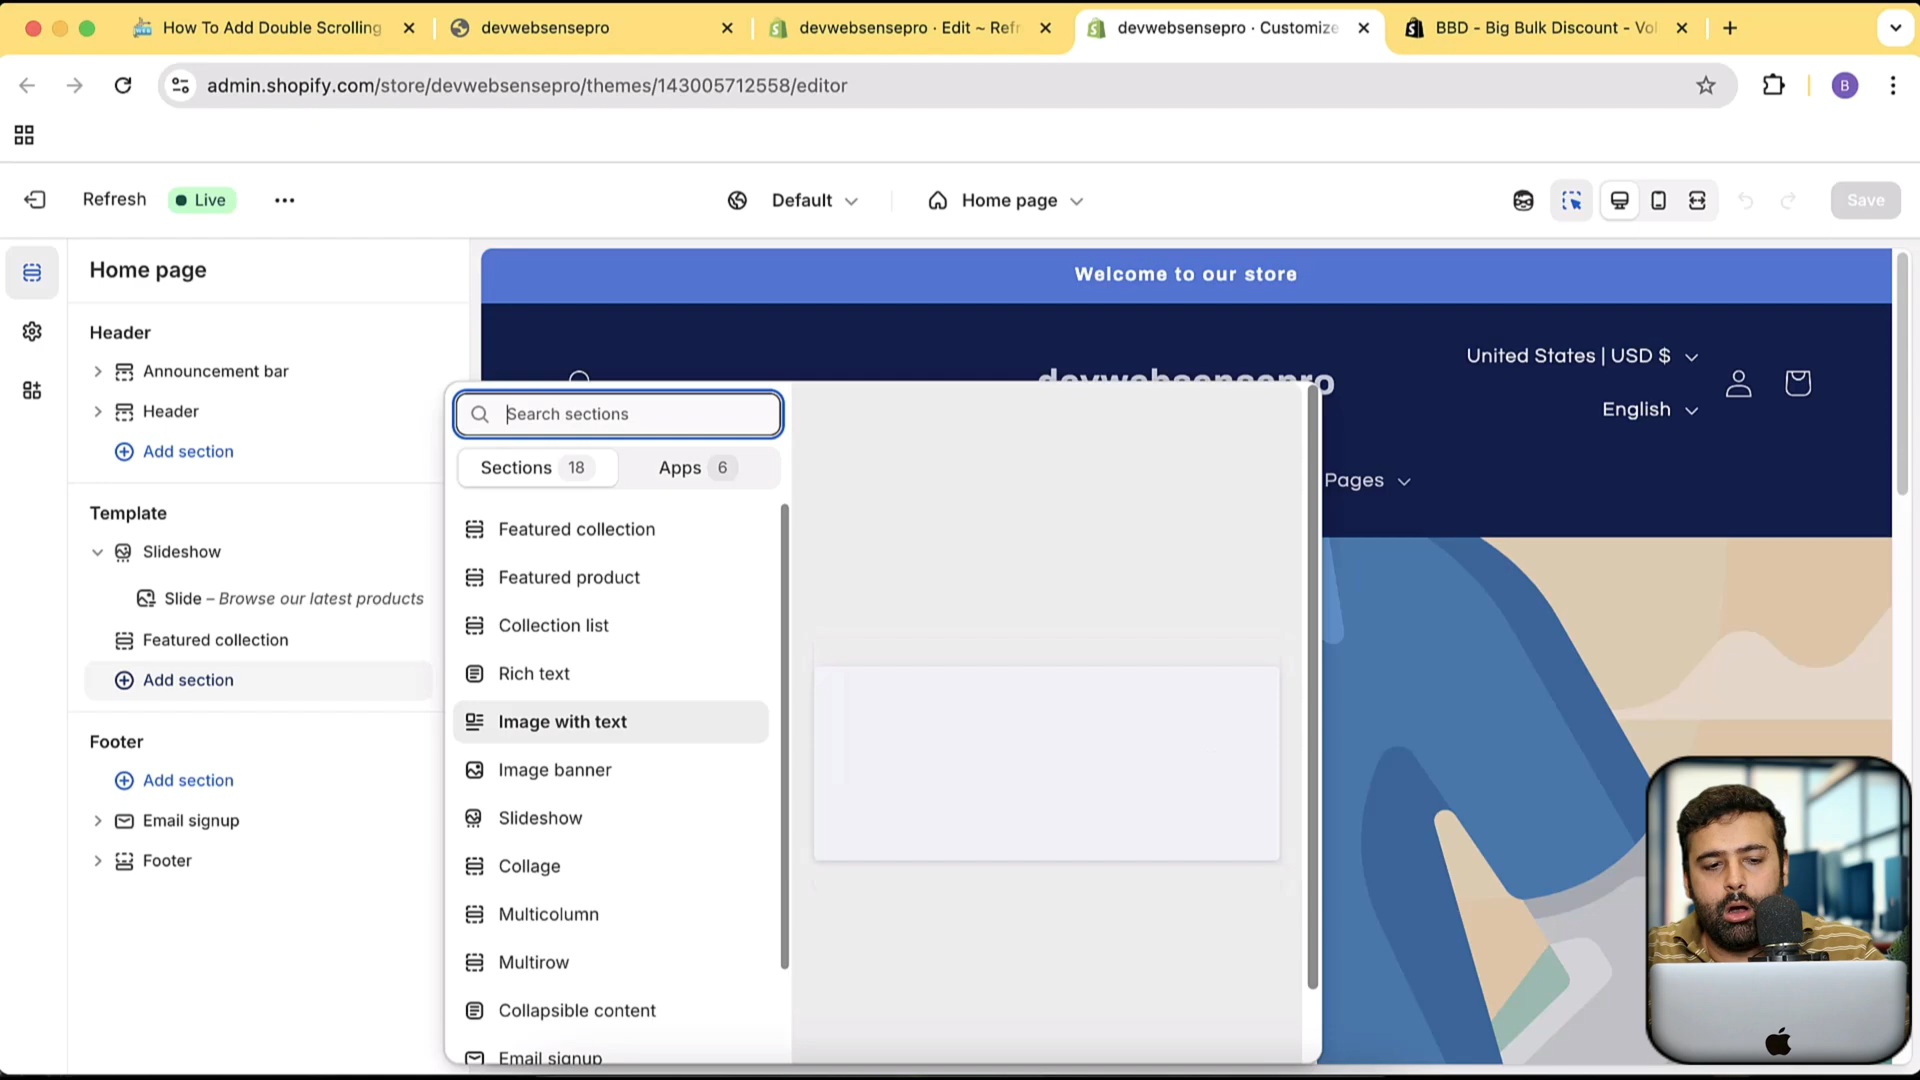 How To Add Double Scrolling
devwebsensepro
devwebsensepro · Edit ~ Refr
devwebsensepro · Customize
BBD - Big Bulk Discount - Vol
admin.shopify.com/store/devwebsensepro/themes/143005712558/editor
B
Refresh
Live
Default
Home page
Save
Home page
Header
Announcement bar
Header
Add section
Template
Slideshow
Slide – Browse our latest products
Featured collection
Add section
Footer
Add section
Email signup
Footer
Search sections
Sections 18
Apps 6
Featured collection
Featured product
Collection list
Rich text
Image with text
Image banner
Slideshow
Collage
Multicolumn
Multirow
Collapsible content
Email signup
Welcome to our store
devwebsensepro
United States | USD $
English
Pages